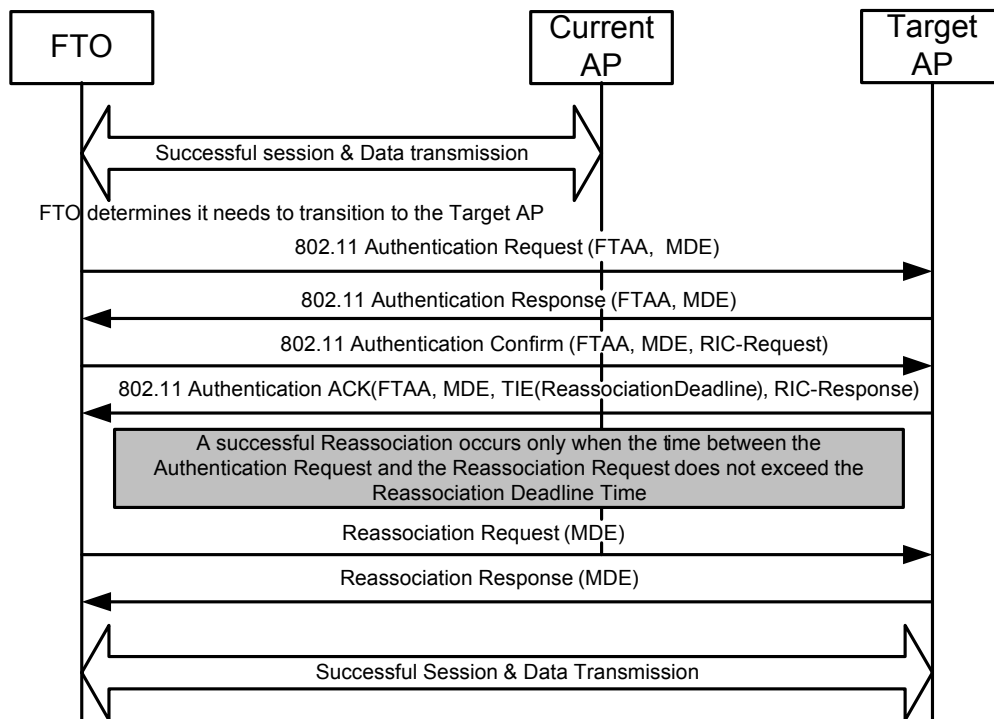 FTO
Current
AP
Target
AP
Successful session & Data transmission
FTO determines it needs to transition to the Target AP
802.11 Authentication Request (FTAA, MDE)
802.11 Authentication Response (FTAA, MDE)
802.11 Authentication Confirm (FTAA, MDE, RIC-Request)
802.11 Authentication ACK(FTAA, MDE, TIE(ReassociationDeadline), RIC-Response)
A successful Reassociation occurs only when the time between the
Authentication Request and the Reassociation Request does not exceed the
Reassociation Deadline Time
Reassociation Request (MDE)
Reassociation Response (MDE)
Successful Session & Data Transmission